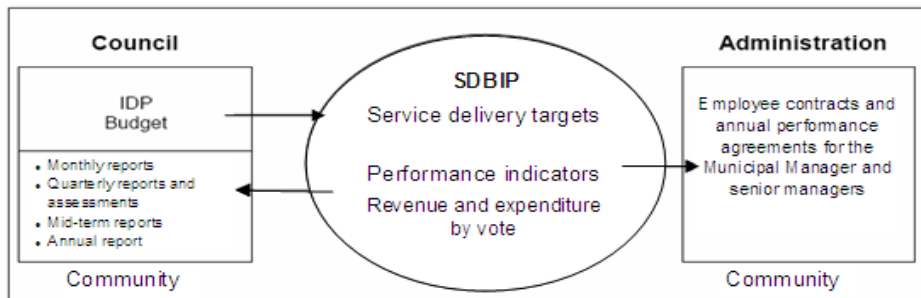 Council
IDP
Budget
• Monthly reports
• Quarterly reports and
assessments
• Mid-term reports
• Annual report
Community
SDBIP
Service delivery targets
Performance indicators
Revenue and expenditure
by vote
Administration
Employee contracts and
annual performance
agreements for the
Municipal Manager and
senior managers
Community